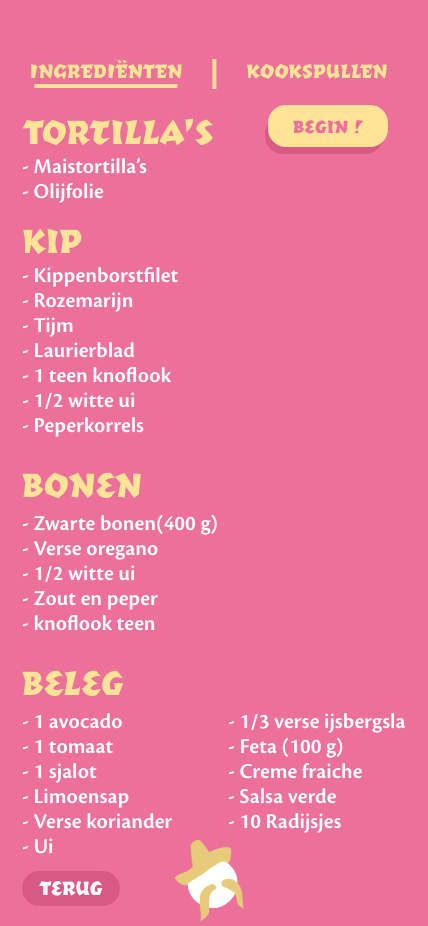 INGREDIËNTEN | KOOKSPULLEN
TORTILLA'S
BEGIN !
- Maistortilla's
- Olijfolie
KIP
- Kippenborstfilet
- Rozemarijn
- Tijm
- Laurierblad
- 1 teen knoflook
- 1/2 witte ui
- Peperkorrels
BONEN
- Zwarte bonen(400 g)
- Verse oregano
- 1/2 witte ui
- Zout en peper
- knoflook teen
BELEG
- 1 avocado
- 1 tomaat
- 1 sjalot
- Limoensap
- Verse koriander
- Ui
- 1/3 verse ijsbergsla
- Feta (100 g)
- Creme fraiche
- Salsa verde
- 10 Radijsjes
TERUG